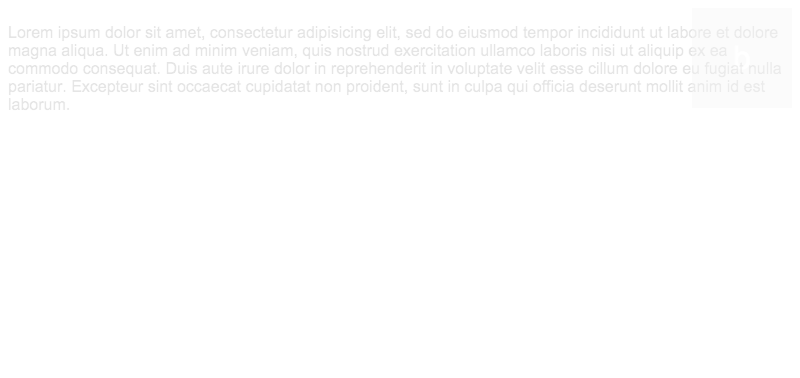 Lorem ipsum dolor sit amet, consectetur adipisicing elit, sed do eiusmod tempor incididunt ut labore et dolore
magna aliqua. Ut enim ad minim veniam, quis nostrud exercitation ullamco laboris nisi ut aliquip ex ea
commodo consequat. Duis aute irure dolor in reprehenderit in voluptate velit esse cillum dolore eu fugiat nulla
pariatur. Excepteur sint occaecat cupidatat non proident, sunt in culpa qui officia deserunt mollit anim id est
laborum.